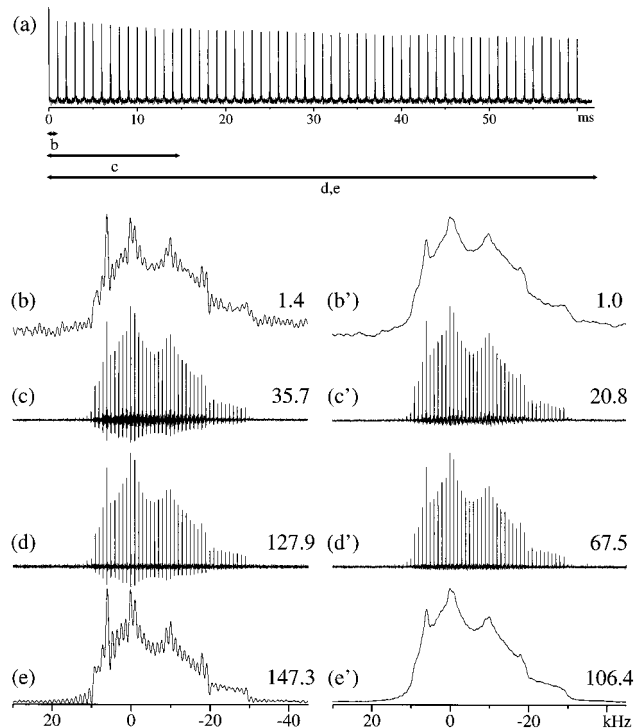 (a)
0 10 20 30 40 50 ms
b
c
d,e
(b) 1.4 (b') 1.0
(c) 35.7 (c') 20.8
(d) 127.9 (d') 67.5
(e) 147.3 (e') 106.4
20 0 -20 -40 20 0 -20 kHz